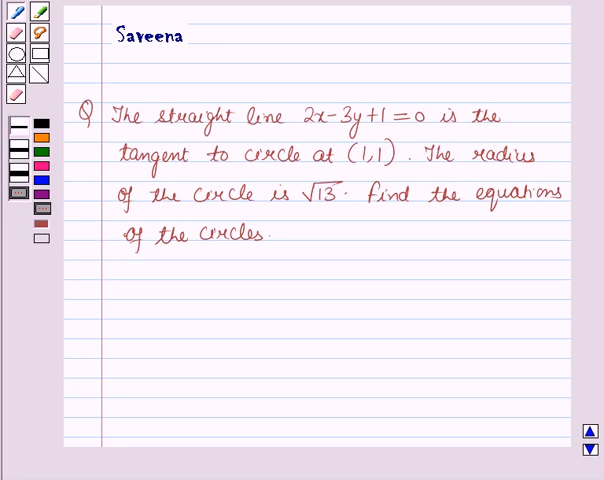 Saveena
Q The straight line 2x-3y+1=0 is the
tangent to circle at (1,1). The radius
of the circle is √13. find the equations
of the circles.